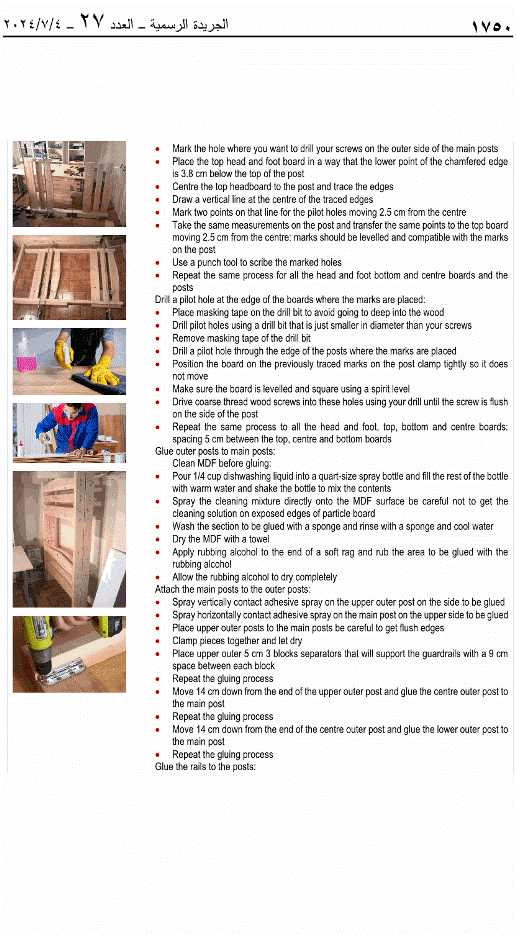 ١٧٥٠
الجريدة الرسمية – العدد ٢٧ – ٢٠٢٤/٧/٤
• Mark the hole where you want to drill your screws on the outer side of the main posts
• Place the top head and foot board in a way that the lower point of the chamfered edge
is 3.8 cm below the top of the post
• Centre the top headboard to the post and trace the edges
• Draw a vertical line at the centre of the traced edges
• Mark two points on that line for the pilot holes moving 2.5 cm from the centre
• Take the same measurements on the post and transfer the same points to the top board
moving 2.5 cm from the centre: marks should be levelled and compatible with the marks
on the post
• Use a punch tool to scribe the marked holes
• Repeat the same process for all the head and foot bottom and centre boards and the
posts
Drill a pilot hole at the edge of the boards where the marks are placed:
• Place masking tape on the drill bit to avoid going to deep into the wood
• Drill pilot holes using a drill bit that is just smaller in diameter than your screws
• Remove masking tape of the drill bit
• Drill a pilot hole through the edge of the posts where the marks are placed
• Position the board on the previously traced marks on the post clamp tightly so it does
not move
• Make sure the board is levelled and square using a spirit level
• Drive coarse thread wood screws into these holes using your drill until the screw is flush
on the side of the post
• Repeat the same process to all the head and foot, top, bottom and centre boards:
spacing 5 cm between the top, centre and bottom boards
Glue outer posts to main posts:
Clean MDF before gluing:
• Pour 1/4 cup dishwashing liquid into a quart-size spray bottle and fill the rest of the bottle
with warm water and shake the bottle to mix the contents
• Spray the cleaning mixture directly onto the MDF surface be careful not to get the
cleaning solution on exposed edges of particle board
• Wash the section to be glued with a sponge and rinse with a sponge and cool water
• Dry the MDF with a towel
• Apply rubbing alcohol to the end of a soft rag and rub the area to be glued with the
rubbing alcohol
• Allow the rubbing alcohol to dry completely
Attach the main posts to the outer posts:
• Spray vertically contact adhesive spray on the upper outer post on the side to be glued
• Spray horizontally contact adhesive spray on the main post on the upper side to be glued
• Place upper outer posts to the main posts be careful to get flush edges
• Clamp pieces together and let dry
• Place upper outer 5 cm 3 blocks separators that will support the guardrails with a 9 cm
space between each block
• Repeat the gluing process
• Move 14 cm down from the end of the upper outer post and glue the centre outer post to
the main post
• Repeat the gluing process
• Move 14 cm down from the end of the centre outer post and glue the lower outer post to
the main post
• Repeat the gluing process
Glue the rails to the posts: